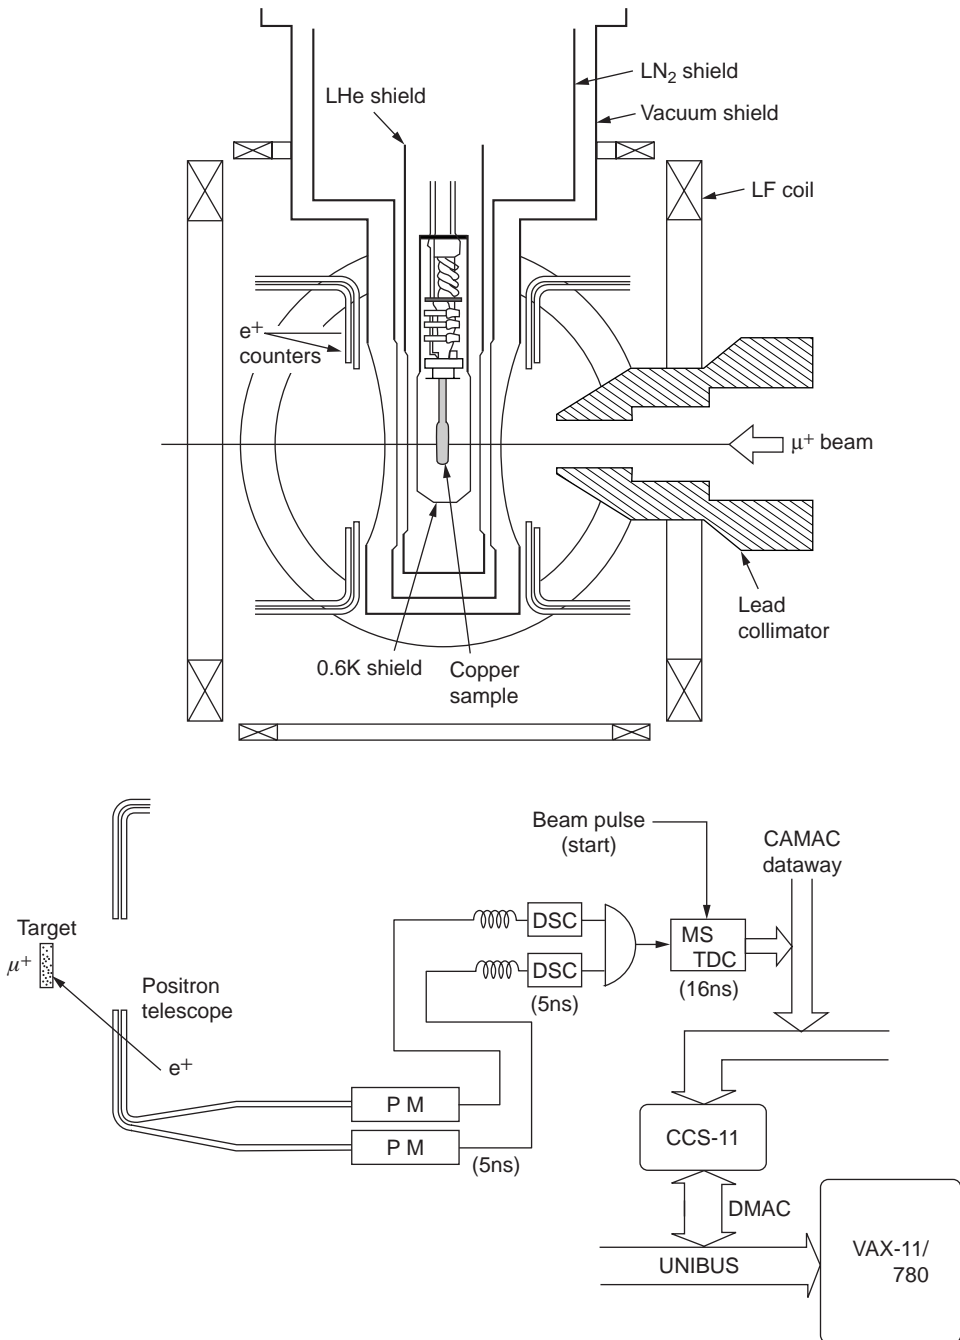 LN₂ shield
LHe shield
Vacuum shield
LF coil
e⁺
counters
μ⁺ beam
Lead
collimator
0.6K shield
Copper
sample
Beam pulse
(start)
CAMAC
dataway
Target
μ⁺
DSC
MS
TDC
DSC
(5ns)
(16ns)
Positron
telescope
e⁺
P M
P M
(5ns)
CCS-11
DMAC
UNIBUS
VAX-11/
780